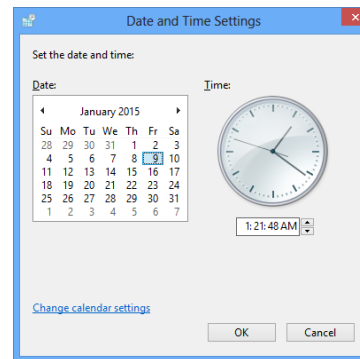 Date and Time Settings
Set the date and time:
Date:
Time:
January 2015
Su Mo Tu We Th Fr Sa
28 29 30 31 1 2 3
4 5 6 7 8 9 10
11 12 13 14 15 16 17
18 19 20 21 22 23 24
25 26 27 28 29 30 31
1 2 3 4 5 6 7
1:21:48 AM
Change calendar settings
OK Cancel